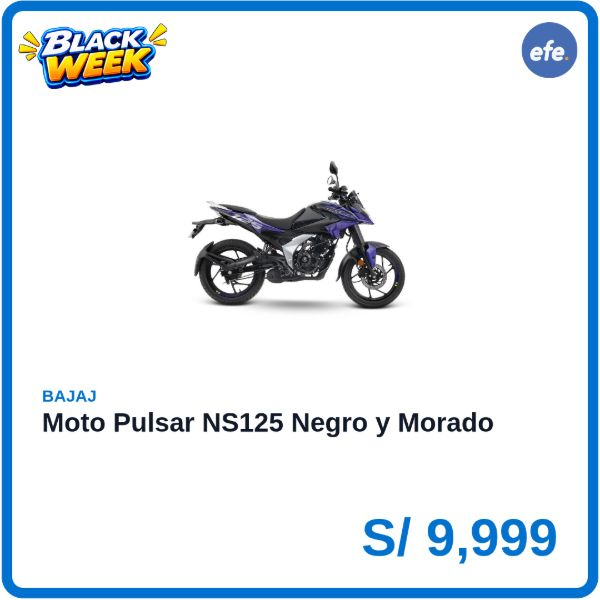 BLACK
WEEK
efe.
BAJAJ
Moto Pulsar NS125 Negro y Morado
S/ 9,999